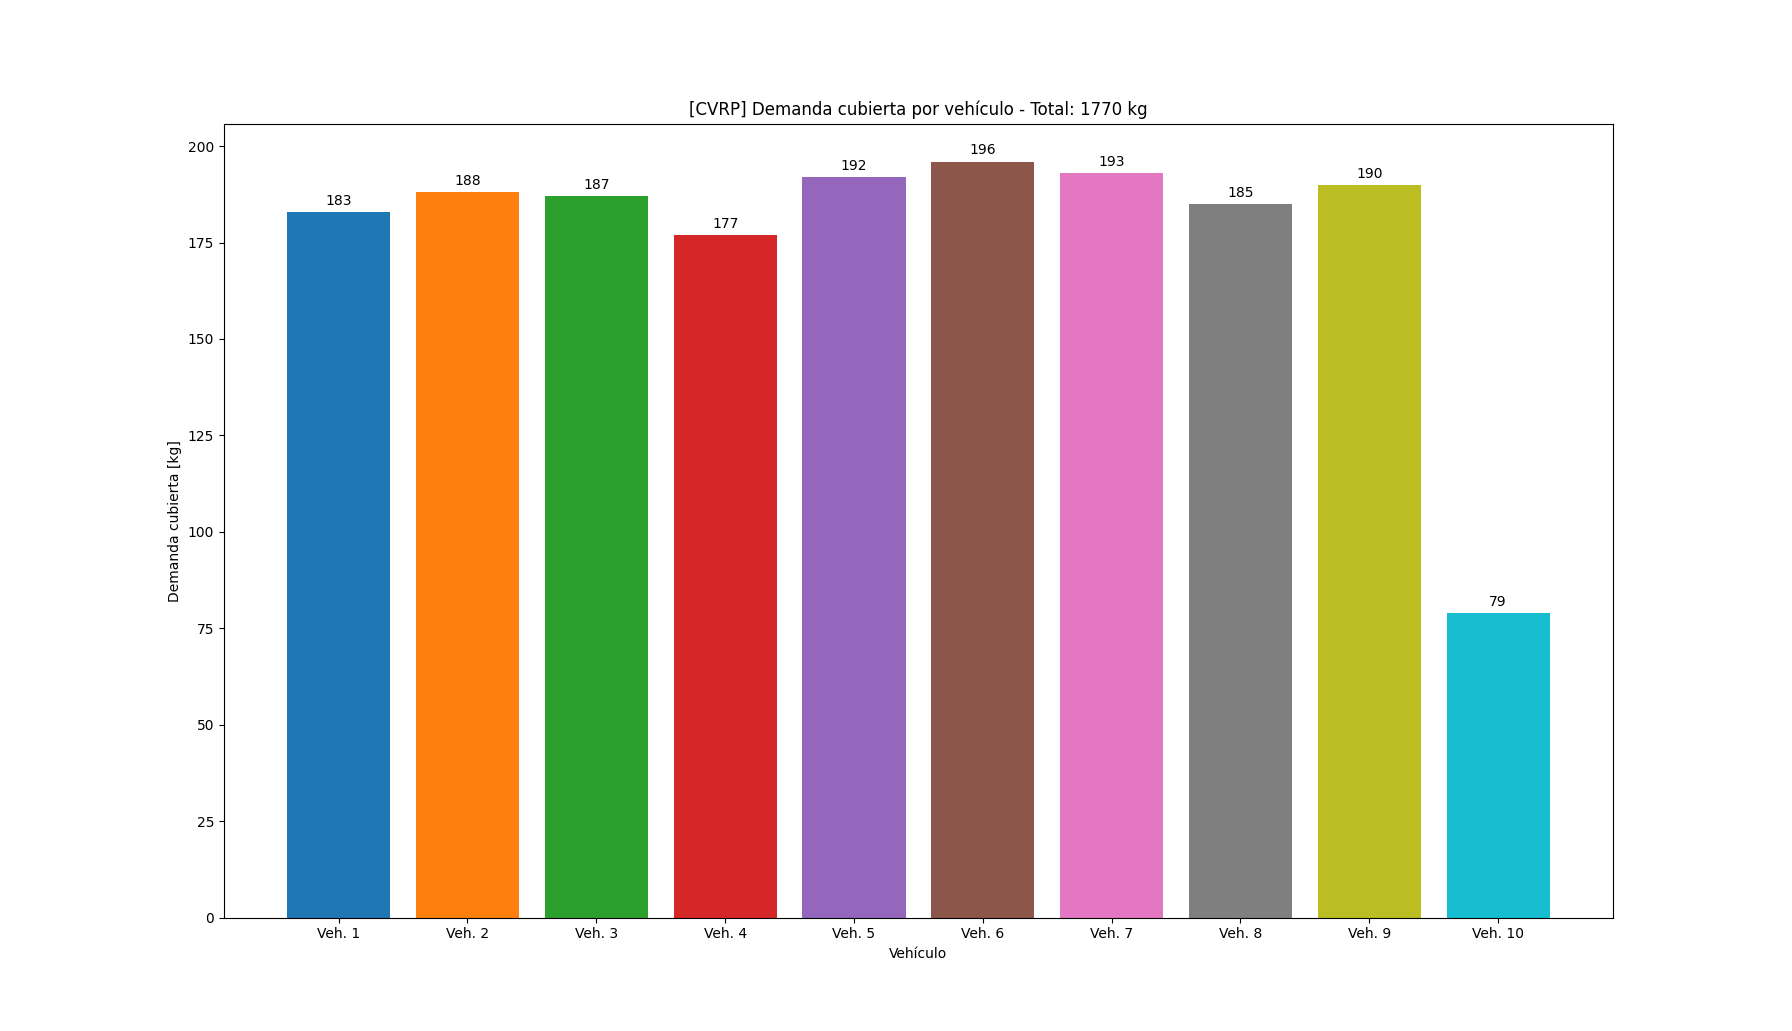 [CVRP] Demanda cubierta por vehículo - Total: 1770 kg
200
175
150
125
100
75
50
25
0
Demanda cubierta [kg]
183
188
187
177
192
196
193
185
190
79
Veh. 1
Veh. 2
Veh. 3
Veh. 4
Veh. 5
Veh. 6
Veh. 7
Veh. 8
Veh. 9
Veh. 10
Vehículo